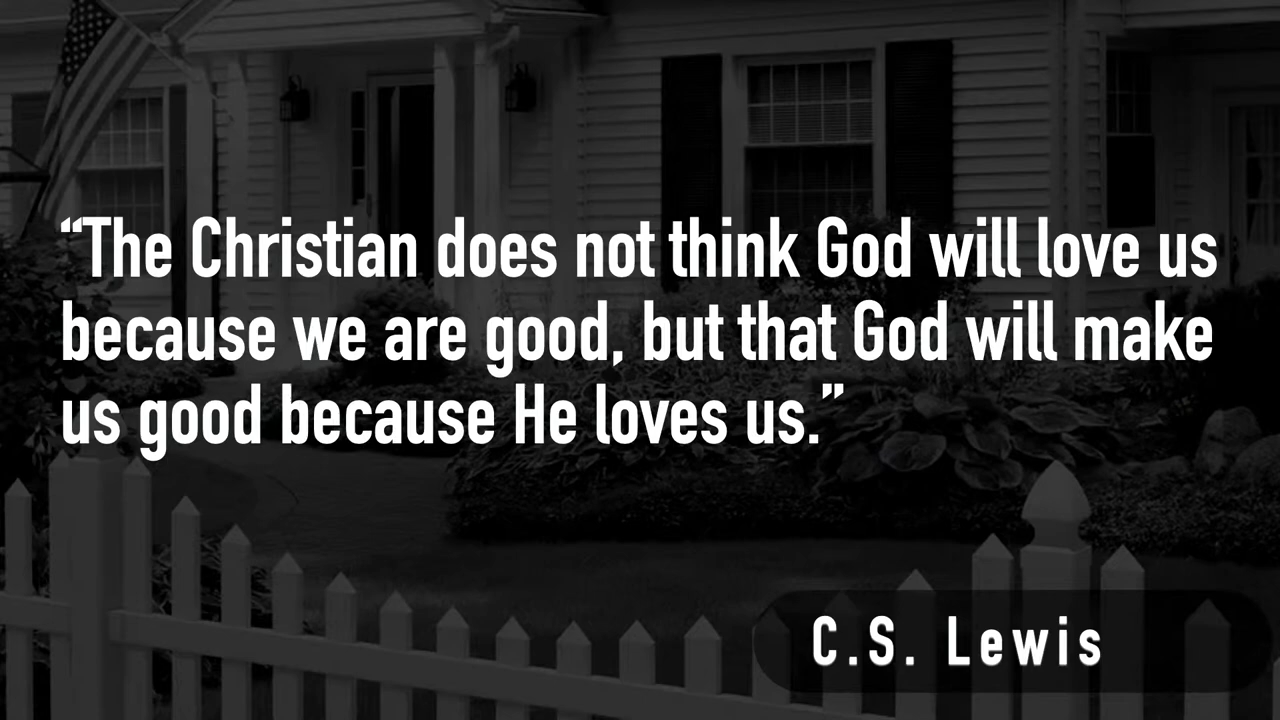 “The Christian does not think God will love us
because we are good, but that God will make
us good because He loves us.”
C.S. Lewis